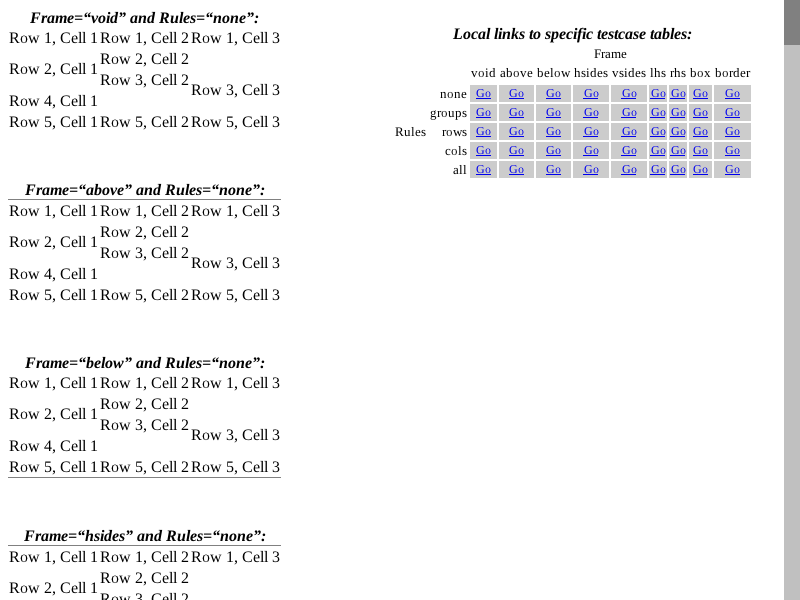 Frame=“void” and Rules=“none”:
Row 1, Cell 1 Row 1, Cell 2 Row 1, Cell 3
Row 2, Cell 2
Row 2, Cell 1
Row 3, Cell 2
Row 3, Cell 3
Row 4, Cell 1
Row 5, Cell 1 Row 5, Cell 2 Row 5, Cell 3
Frame=“above” and Rules=“none”:
Row 1, Cell 1 Row 1, Cell 2 Row 1, Cell 3
Row 2, Cell 2
Row 2, Cell 1
Row 3, Cell 2
Row 3, Cell 3
Row 4, Cell 1
Row 5, Cell 1 Row 5, Cell 2 Row 5, Cell 3
Frame=“below” and Rules=“none”:
Row 1, Cell 1 Row 1, Cell 2 Row 1, Cell 3
Row 2, Cell 2
Row 2, Cell 1
Row 3, Cell 2
Row 3, Cell 3
Row 4, Cell 1
Row 5, Cell 1 Row 5, Cell 2 Row 5, Cell 3
Frame=“hsides” and Rules=“none”:
Row 1, Cell 1 Row 1, Cell 2 Row 1, Cell 3
Row 2, Cell 2
Row 2, Cell 1
Row 3, Cell 2
Local links to specific testcase tables:
Frame
void above below hsides vsides lhs rhs box border
none Go Go Go Go Go Go Go Go Go
groups Go Go Go Go Go Go Go Go Go
Rules rows Go Go Go Go Go Go Go Go Go
cols Go Go Go Go Go Go Go Go Go
all Go Go Go Go Go Go Go Go Go